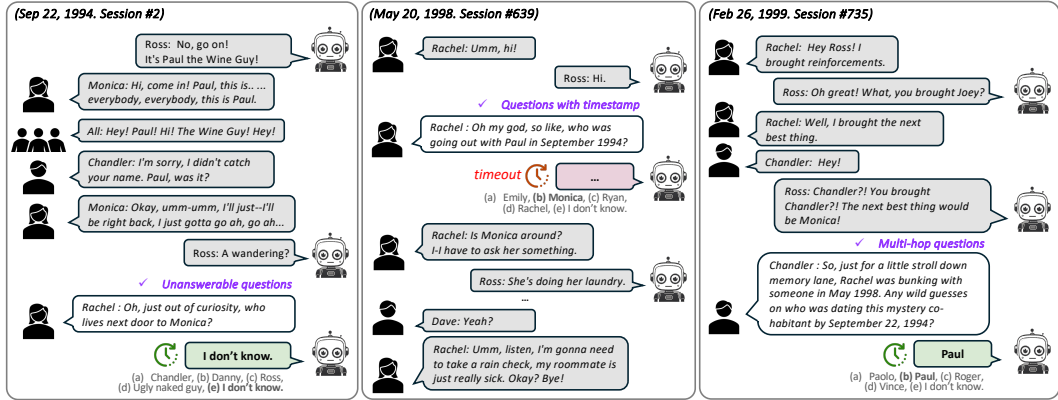 (Sep 22, 1994. Session #2)
Ross: No, go on!
It's Paul the Wine Guy!
Monica: Hi, come in! Paul, this is.. ...
everybody, everybody, this is Paul.
All: Hey! Paul! Hi! The Wine Guy! Hey!
Chandler: I'm sorry, I didn't catch
your name. Paul, was it?
Monica: Okay, umm-umm, I'll just--I'll
be right back, I just gotta go ah, go ah...
Ross: A wandering?
✓ Unanswerable questions
Rachel : Oh, just out of curiosity, who
lives next door to Monica?
I don't know.
(a) Chandler, (b) Danny, (c) Ross,
(d) Ugly naked guy, (e) I don't know.
(May 20, 1998. Session #639)
Rachel: Umm, hi!
Ross: Hi.
✓ Questions with timestamp
Rachel : Oh my god, so like, who was
going out with Paul in September 1994?
timeout
...
(a) Emily, (b) Monica, (c) Ryan,
(d) Rachel, (e) I don't know.
Rachel: Is Monica around?
I-I have to ask her something.
Ross: She's doing her laundry.
...
Dave: Yeah?
Rachel: Umm, listen, I'm gonna need
to take a rain check, my roommate is
just really sick. Okay? Bye!
(Feb 26, 1999. Session #735)
Rachel: Hey Ross! I
brought reinforcements.
Ross: Oh great! What, you brought Joey?
Rachel: Well, I brought the next
best thing.
Chandler: Hey!
Ross: Chandler?! You brought
Chandler?! The next best thing would
be Monica!
✓ Multi-hop questions
Chandler : So, just for a little stroll down
memory lane, Rachel was bunking with
someone in May 1998. Any wild guesses
on who was dating this mystery co-
habitant by September 22, 1994?
Paul
(a) Paolo, (b) Paul, (c) Roger,
(d) Vince, (e) I don't know.